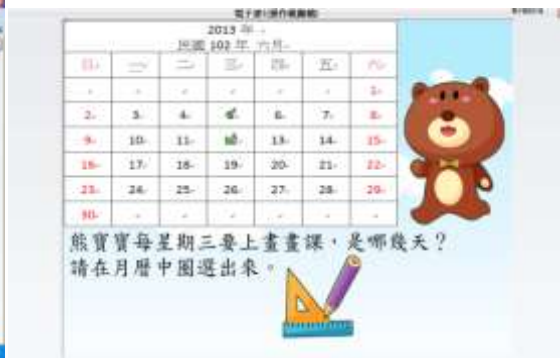 2013 年
民國 102 年 六月
日 一 二 三 四 五 六
1
2 3 4 6 7 8
9 10 11 13 14 15
16 17 18 19 20 21 22
23 24 25 26 27 28 29
30
熊寶寶每星期三要上畫畫課，是哪幾天？
請在月曆中圈選出來。